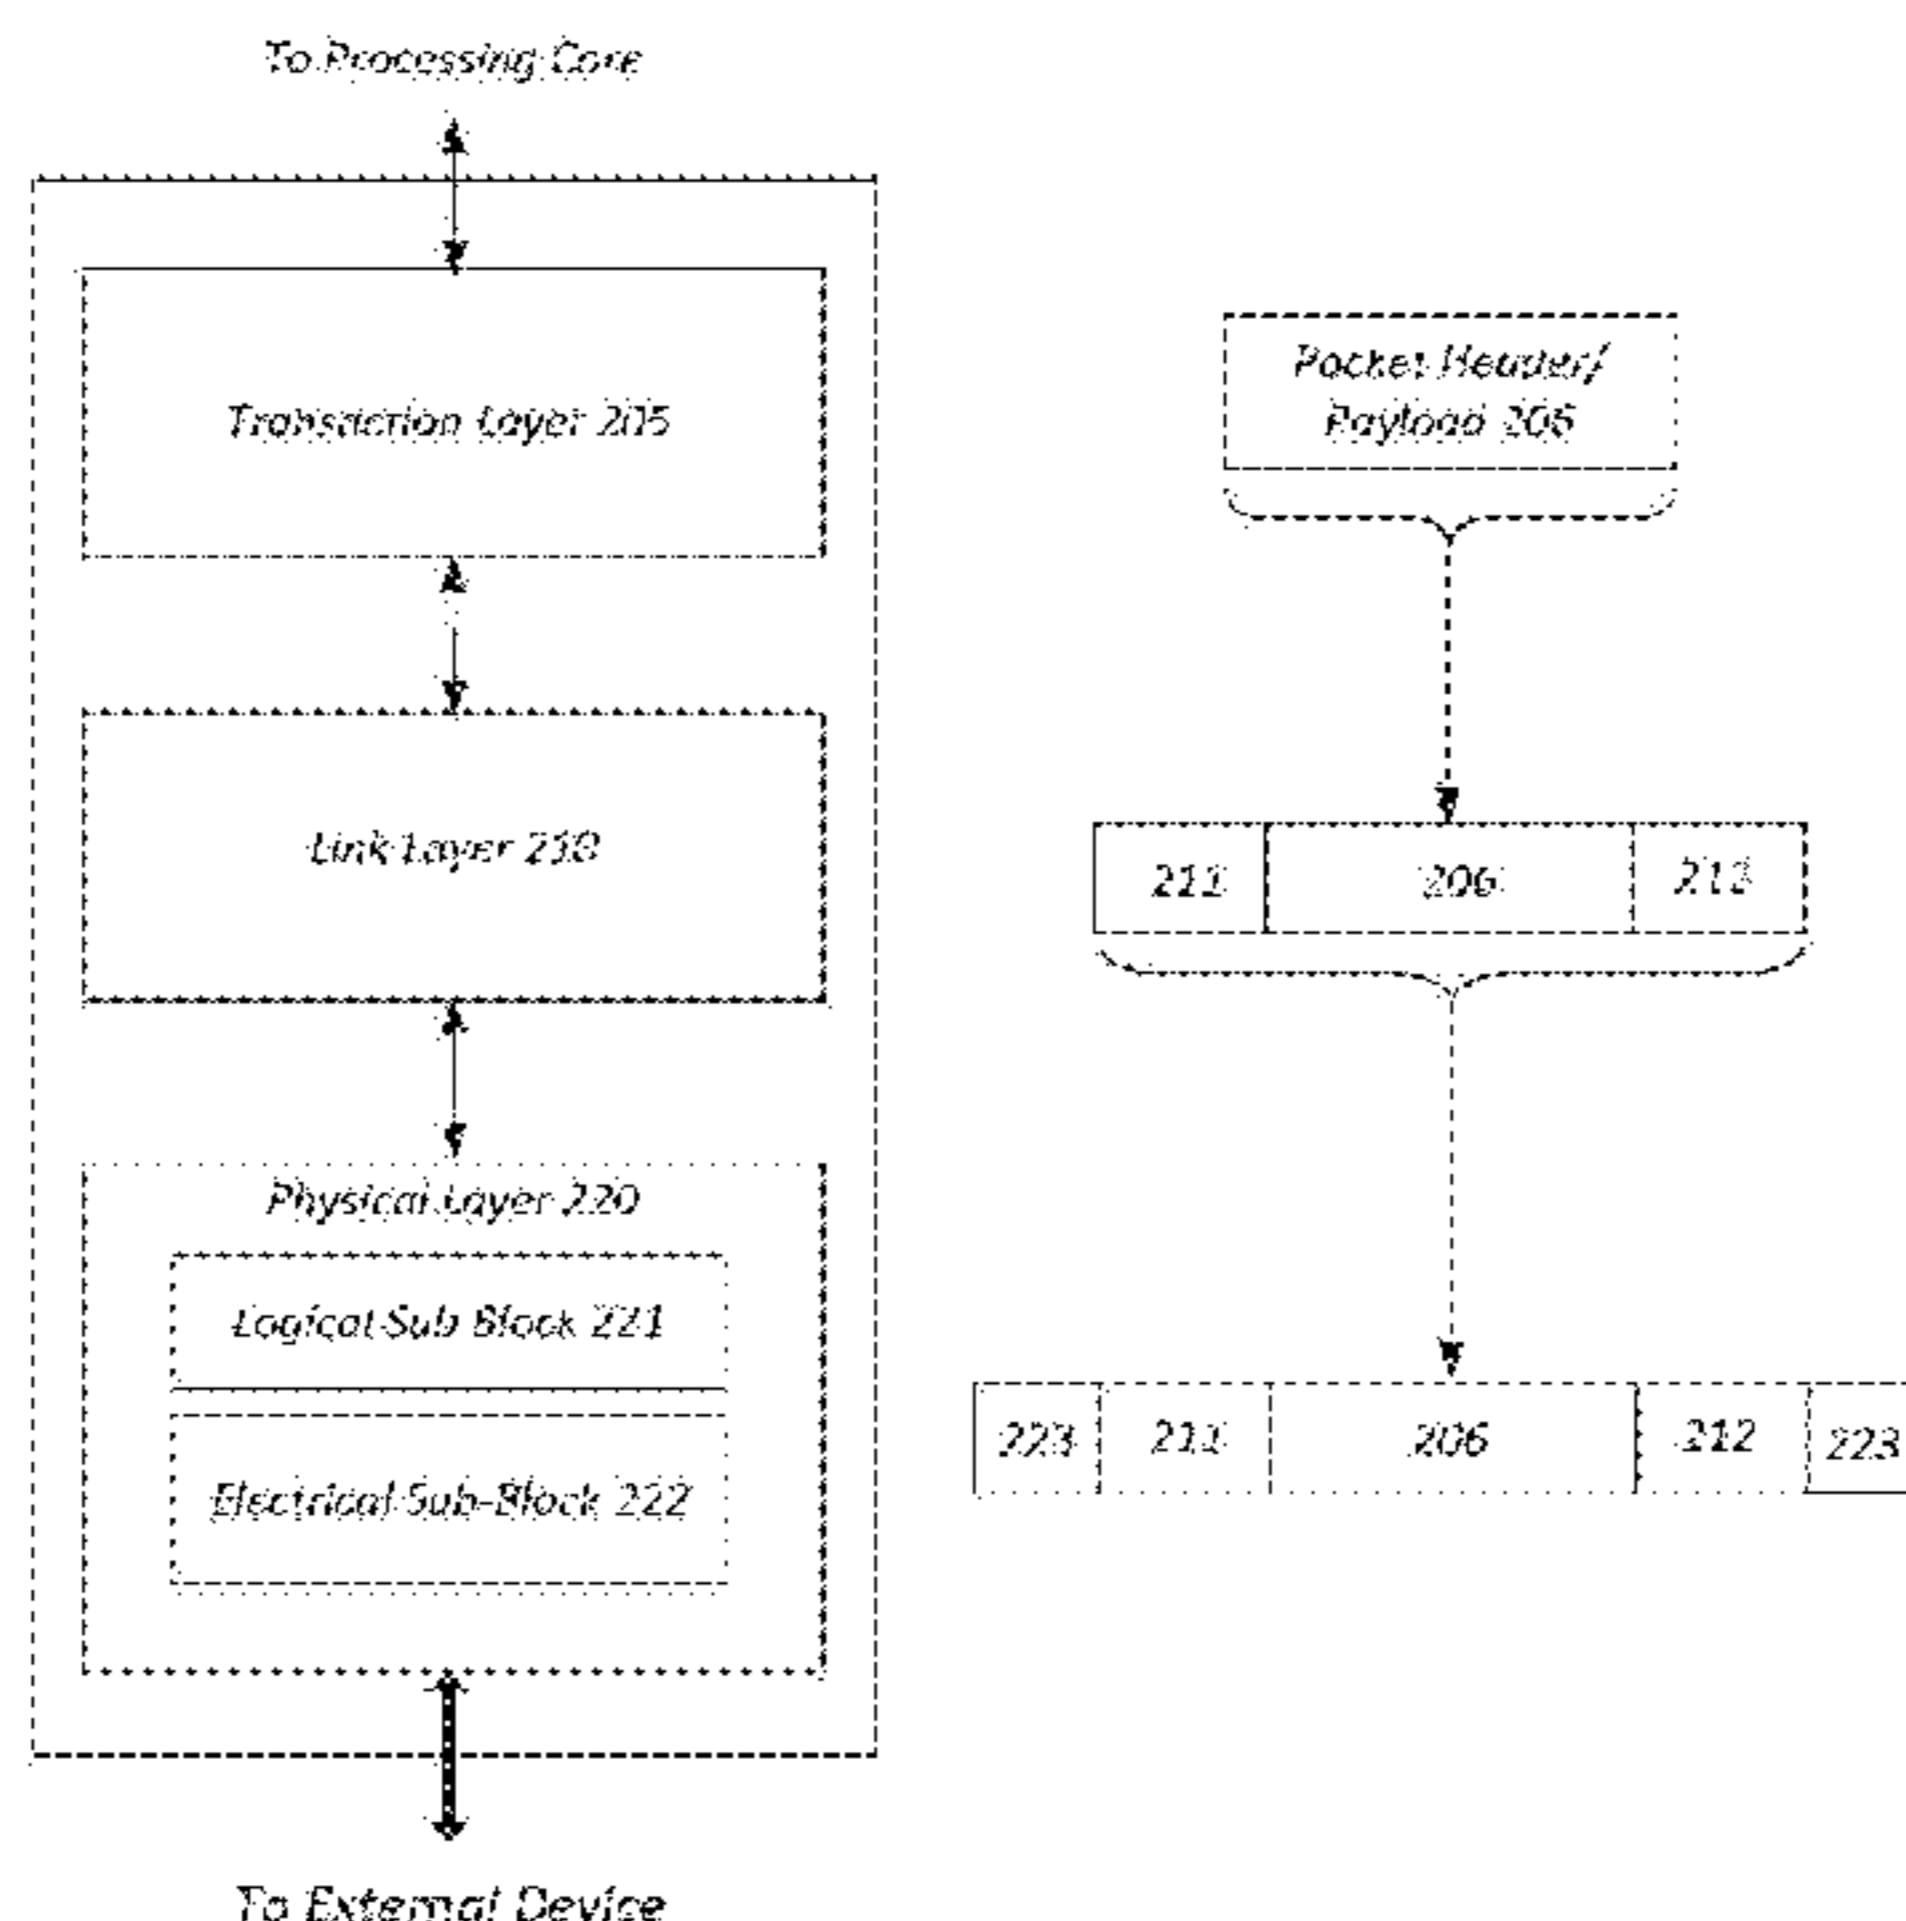 To Processing Core
Transaction Layer 205
Link Layer 210
Physical Layer 220
Logical Sub Block 221
Electrical Sub-Block 222
To External Device
Packet Header/
Payload 206
211 206 212
223 211 206 212 223